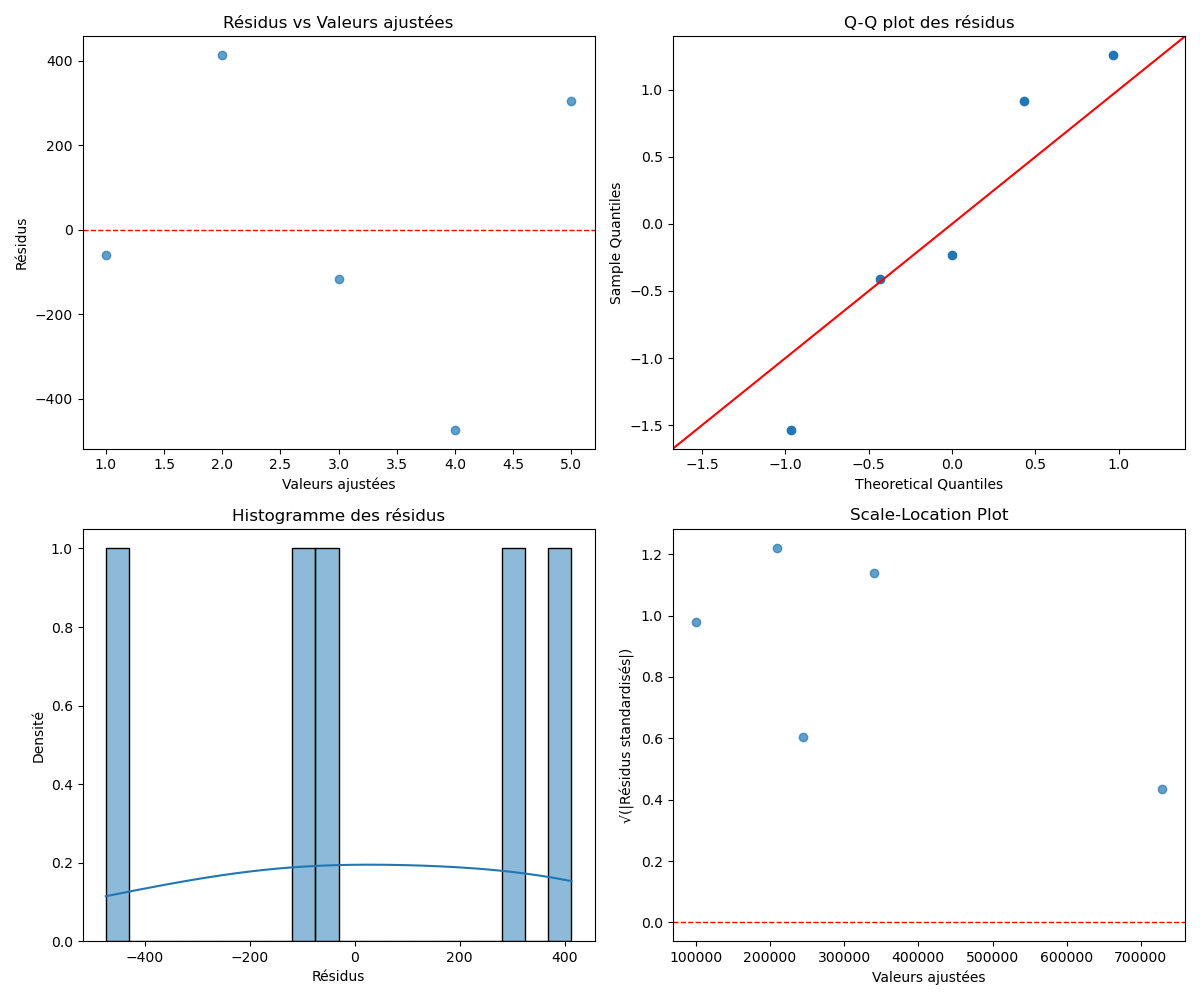 Résidus vs Valeurs ajustées
400
200
0
−200
−400
Résidus
1.0 1.5 2.0 2.5 3.0 3.5 4.0 4.5 5.0
Valeurs ajustées
Q-Q plot des résidus
1.0
0.5
0.0
−0.5
−1.0
−1.5
Sample Quantiles
−1.5 −1.0 −0.5 0.0 0.5 1.0
Theoretical Quantiles
Histogramme des résidus
1.0
0.8
0.6
0.4
0.2
0.0
Densité
−400 −200 0 200 400
Résidus
Scale-Location Plot
1.2
1.0
0.8
0.6
0.4
0.2
0.0
√(|Résidus standardisés|)
100000 200000 300000 400000 500000 600000 700000
Valeurs ajustées